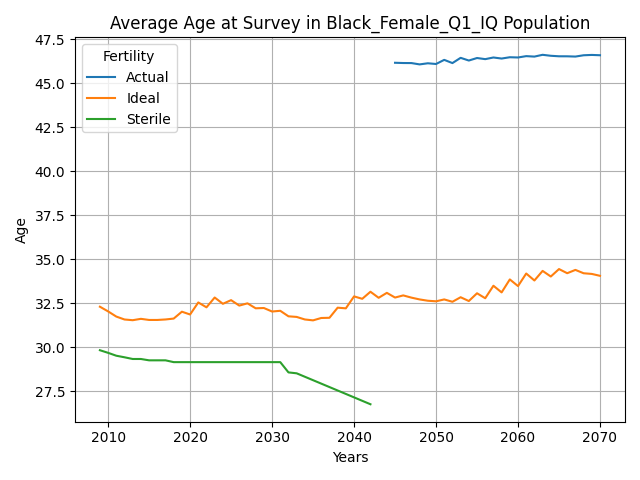 Average Age at Survey in Black_Female_Q1_IQ Population
47.5
45.0
42.5
40.0
37.5
35.0
32.5
30.0
27.5
Age
Fertility
Actual
Ideal
Sterile
2010 2020 2030 2040 2050 2060 2070
Years